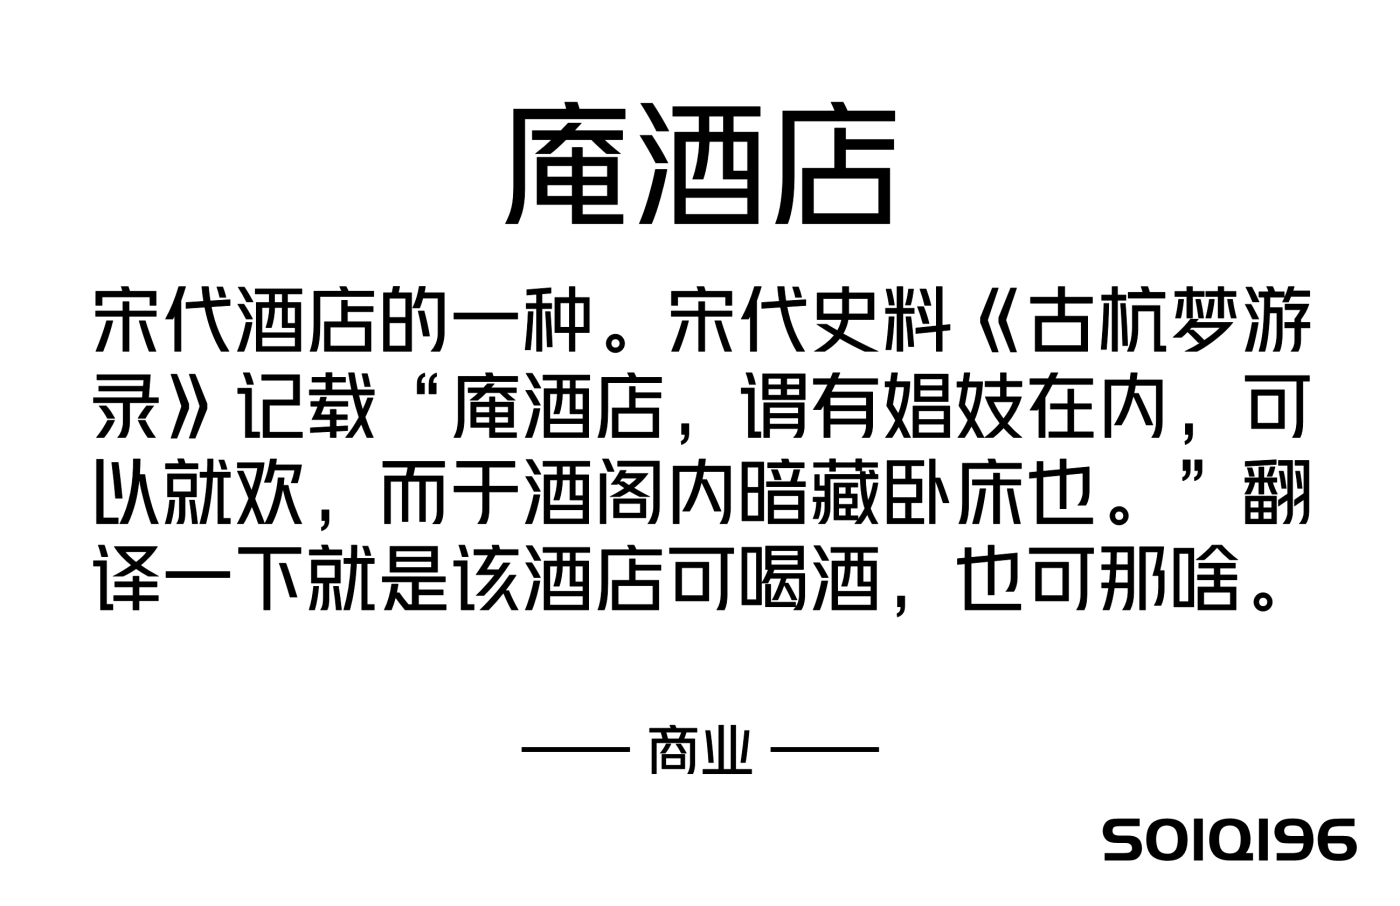 庵酒店
宋代酒店的一种。宋代史料《古杭梦游
录》记载“庵酒店，谓有娼妓在内，可
以就欢，而于酒阁内暗藏卧床也。”翻
译一下就是该酒店可喝酒，也可那啥。
—— 商业 ——
SOIQI96